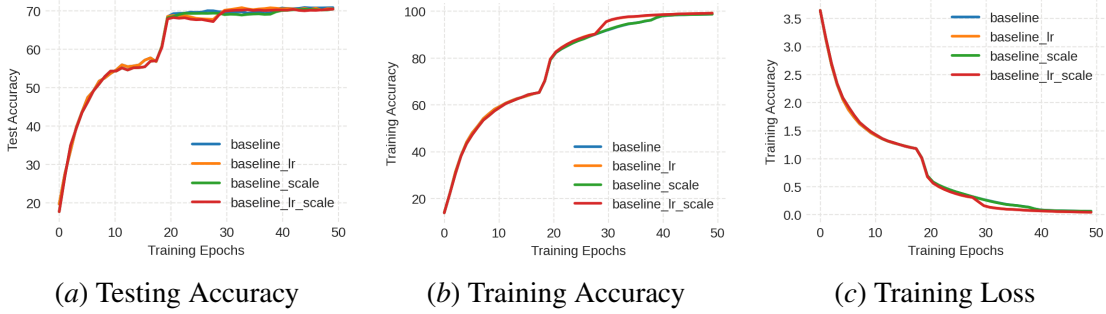 70
60
50
40
30
20
Test Accuracy
baseline
baseline_lr
baseline_scale
baseline_lr_scale
0 10 20 30 40 50
Training Epochs
(a) Testing Accuracy
100
80
60
40
20
Training Accuracy
baseline
baseline_lr
baseline_scale
baseline_lr_scale
0 10 20 30 40 50
Training Epochs
(b) Training Accuracy
3.5
3.0
2.5
2.0
1.5
1.0
0.5
0.0
Training Accuracy
baseline
baseline_lr
baseline_scale
baseline_lr_scale
0 10 20 30 40 50
Training Epochs
(c) Training Loss